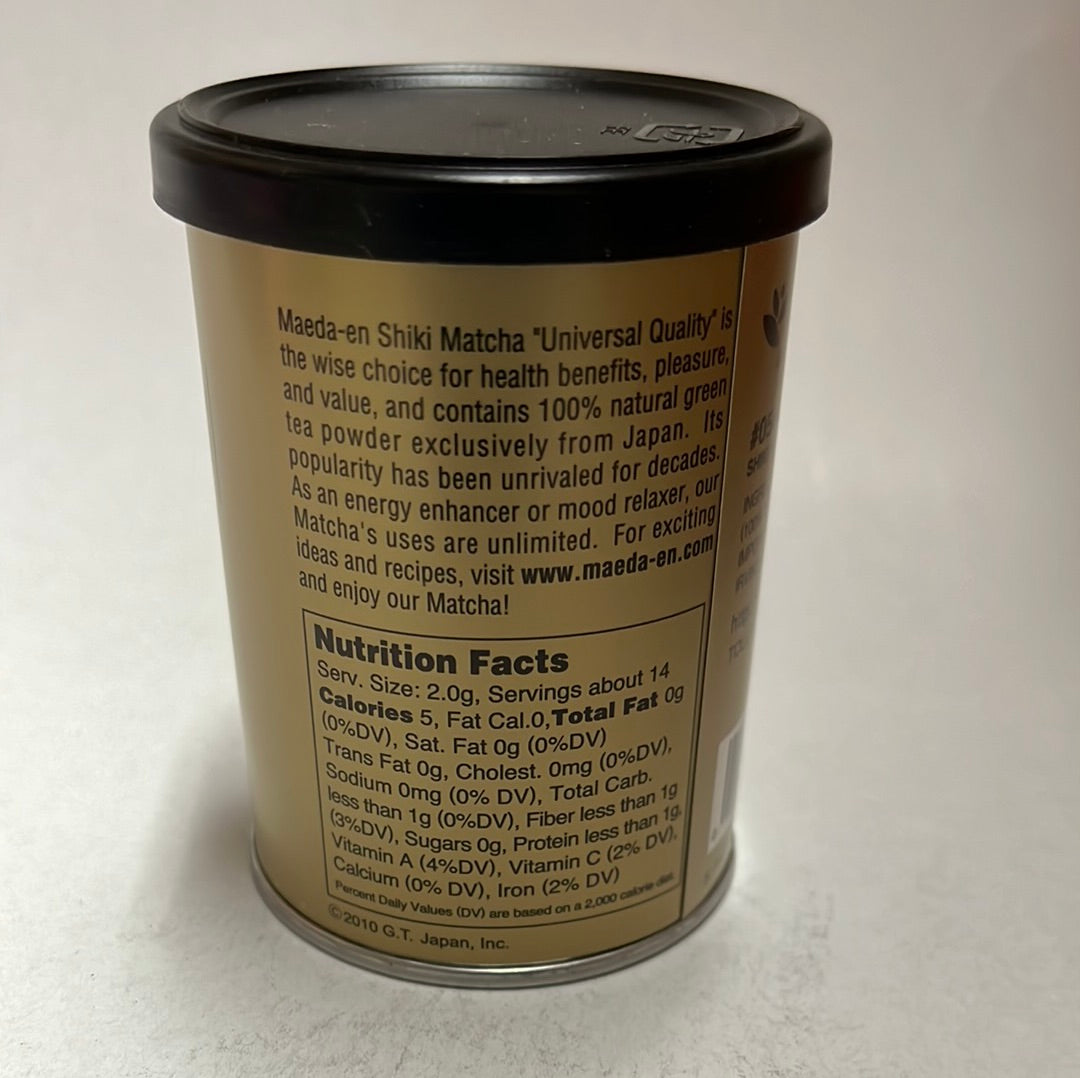 Maeda-en Shiki Matcha "Universal Quality" is
the wise choice for health benefits, pleasure,
and value, and contains 100% natural green
tea powder exclusively from Japan. Its
popularity has been unrivaled for decades.
As an energy enhancer or mood relaxer, our
Matcha's uses are unlimited. For exciting
ideas and recipes, visit www.maeda-en.com
and enjoy our Matcha!
Nutrition Facts
Serv. Size: 2.0g, Servings about 14
Calories 5, Fat Cal.0,Total Fat 0g
(0%DV), Sat. Fat 0g (0%DV)
Trans Fat 0g, Cholest. 0mg (0%DV),
Sodium 0mg (0% DV), Total Carb.
less than 1g (0%DV), Fiber less than 1g
(3%DV), Sugars 0g, Protein less than 1g,
Vitamin A (4%DV), Vitamin C (2% DV),
Calcium (0% DV), Iron (2% DV)
Percent Daily Values (DV) are based on a 2,000 calorie diet.
©2010 G.T. Japan, Inc.